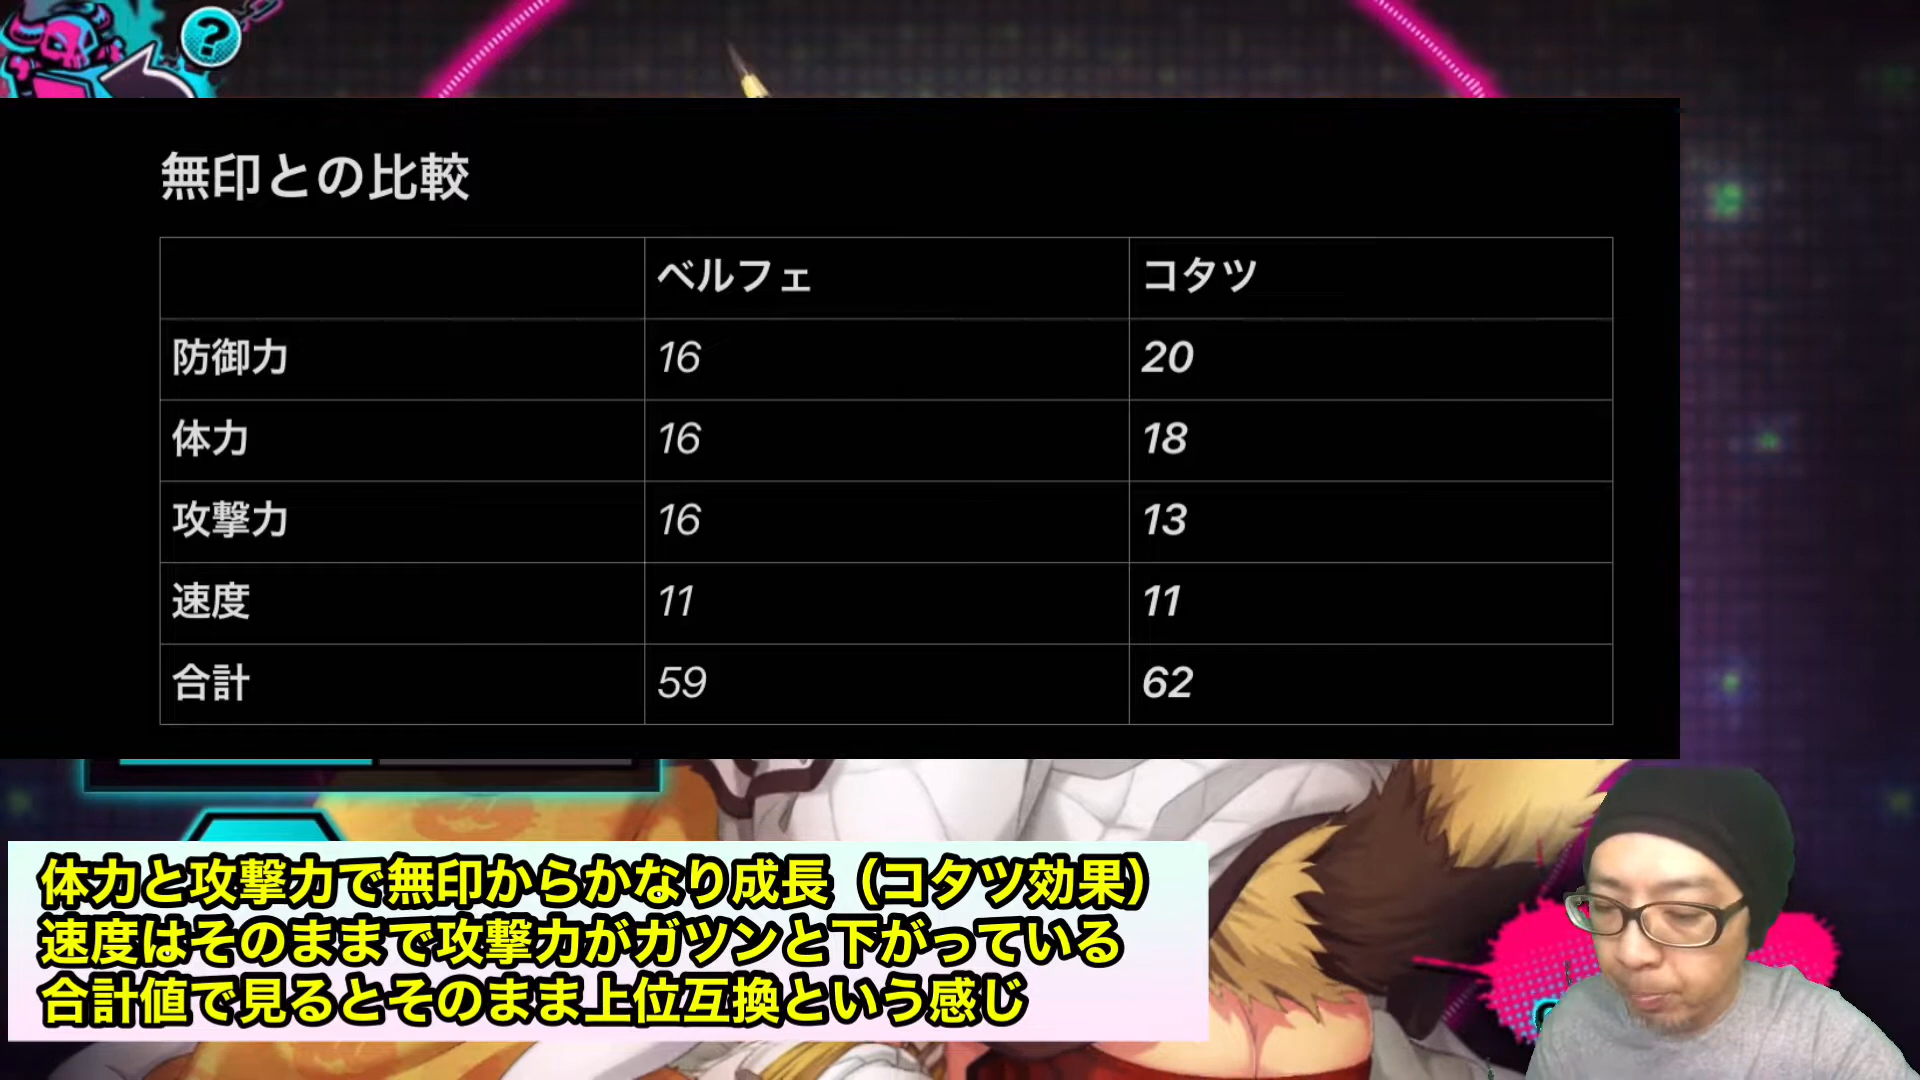 ?
無印との比較
ベルフェ コタツ
防御力 16 20
体力 16 18
攻撃力 16 13
速度 11 11
合計 59 62
体力と攻撃力で無印からかなり成長（コタツ効果）
速度はそのままで攻撃力がガツンと下がっている
合計値で見るとそのまま上位互換という感じ